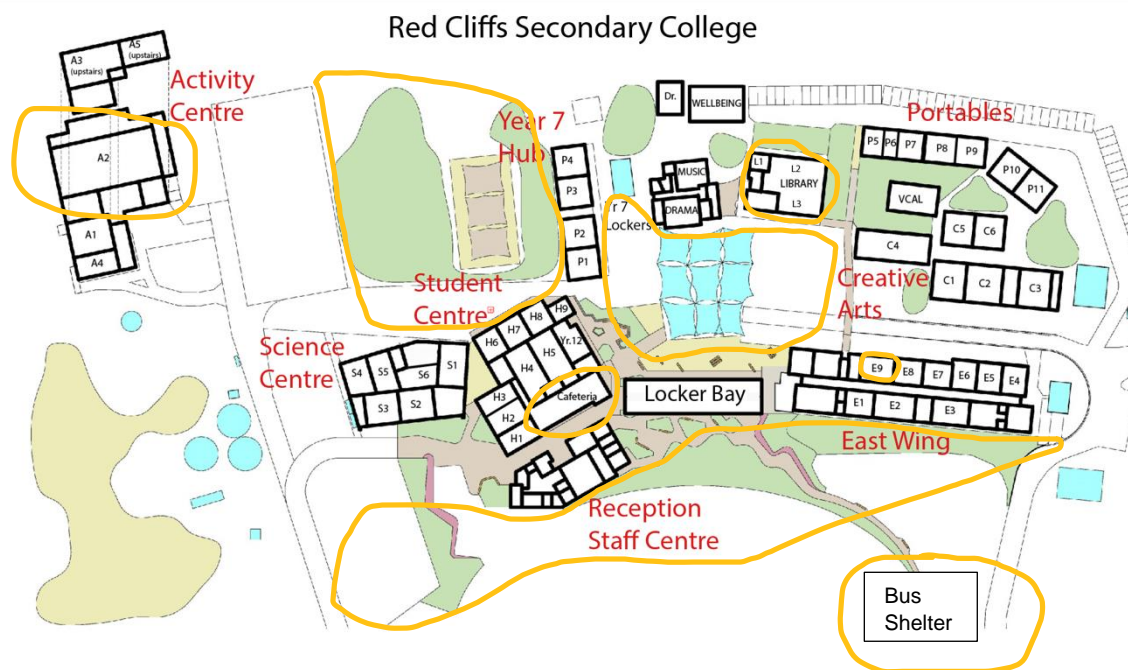 Red Cliffs Secondary College
A3
(upstairs)
A5
(upstairs)
Activity
Centre
A2
A1
A4
Year 7
Hub
P4
P3
P2
P1
Dr.
WELLBEING
MUSIC
DRAMA
r 7
Lockers
L1
L2
LIBRARY
L3
Portables
P5
P6
P7
P8
P9
P10
P11
VCAL
C5
C6
C4
C1
C2
C3
Creative
Arts
Student
Centre
H9
H8
H7
H6
H5
Yr.12
H4
H3
H2
H1
Cafeteria
Science
Centre
S4
S5
S6
S1
S3
S2
Locker Bay
E9
E8
E7
E6
E5
E4
E1
E2
E3
East Wing
Reception
Staff Centre
Bus
Shelter